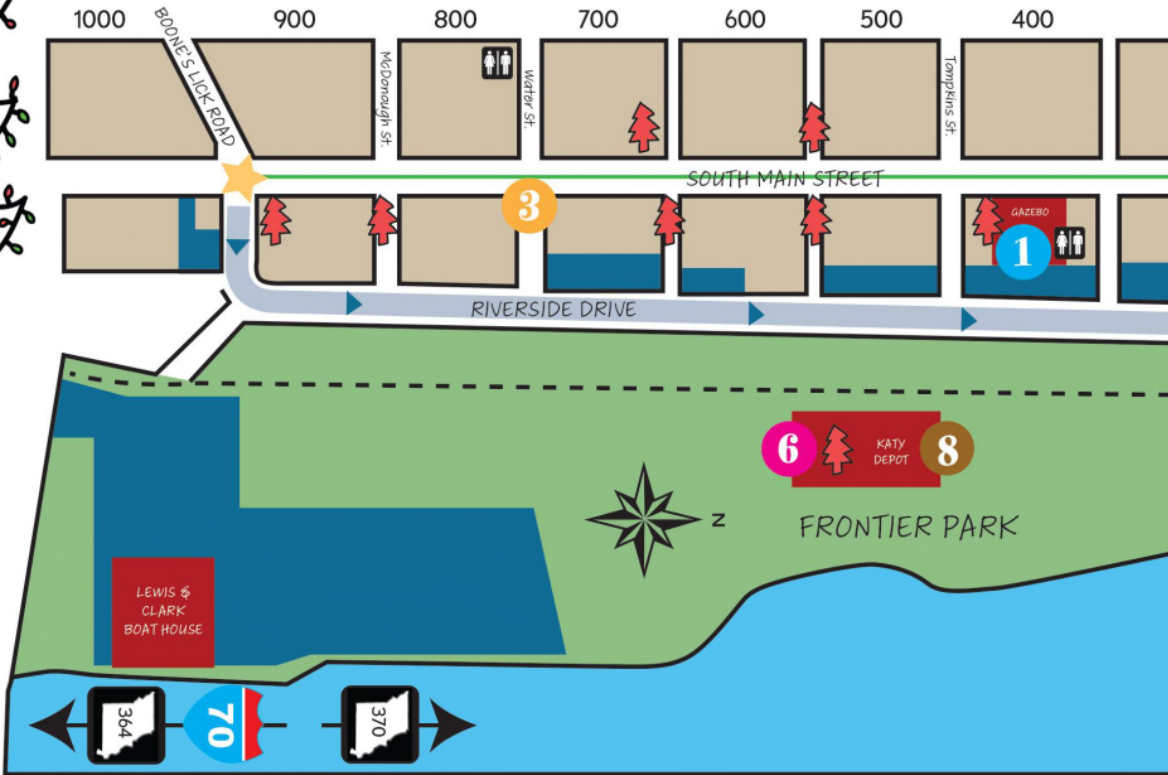 1000
900
800
700
600
500
400
BOONE'S LICK ROAD
McDonough St.
Water St.
Tompkins St.
SOUTH MAIN STREET
3
GAZEBO
1
RIVERSIDE DRIVE
6
KATY
DEPOT
8
N
FRONTIER PARK
LEWIS &
CLARK
BOAT HOUSE
364
70
370